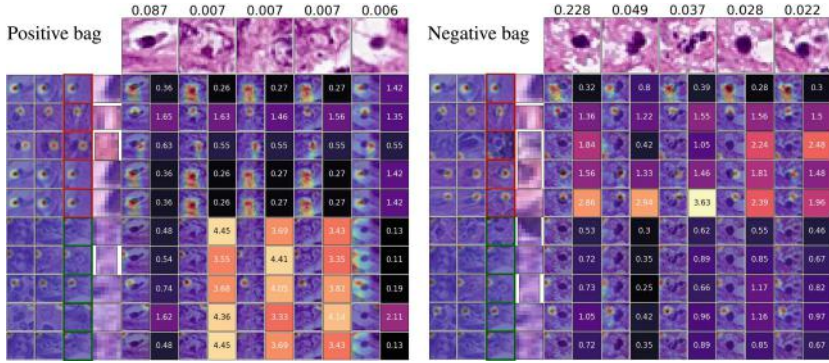 0.087 0.007 0.007 0.007 0.006
Positive bag
0.36 0.26 0.27 0.27 1.42
1.65 1.63 1.46 1.56 1.35
0.63 0.55 0.55 0.55 0.55
0.36 0.26 0.27 0.27 1.42
0.36 0.26 0.27 0.27 1.42
0.48 4.45 3.69 3.43 0.13
0.54 3.55 4.41 3.35 0.11
0.74 3.68 4.05 3.82 0.19
1.62 4.36 3.33 4.14 2.11
0.48 4.45 3.69 3.43 0.13
0.228 0.049 0.037 0.028 0.022
Negative bag
0.32 0.8 0.39 0.28 0.3
1.36 1.22 1.55 1.56 1.5
1.84 0.42 1.05 2.24 2.48
1.56 1.33 1.46 1.81 1.48
2.86 2.94 3.63 2.39 1.96
0.53 0.3 0.62 0.55 0.46
0.72 0.35 0.89 0.85 0.67
0.73 0.25 0.66 1.17 0.82
1.05 0.42 0.96 1.16 0.97
0.72 0.35 0.89 0.85 0.67